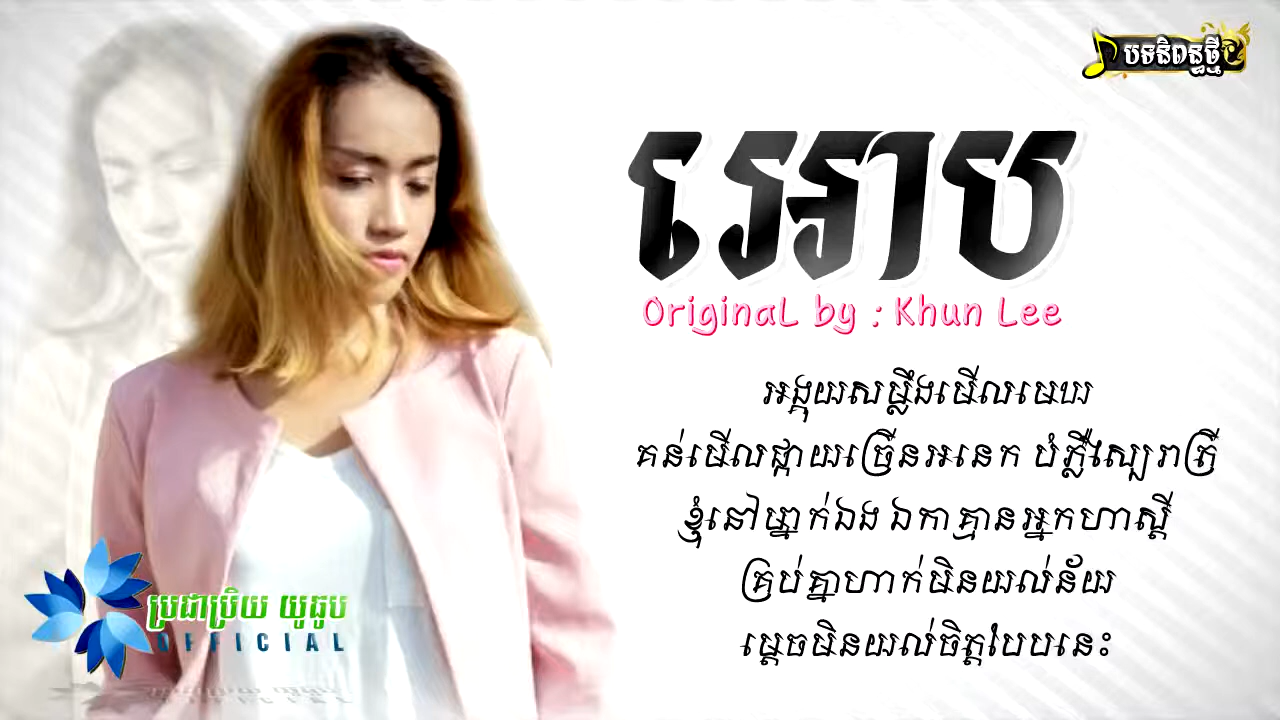 បទនិពន្ធថ្មី
អោប
Original by : Khun Lee
អង្គុយសម្លឹងមើលមេឃ
គន់មើលផ្កាយច្រើនអនេក បំភ្លឺស្បៃរាត្រី
ខ្ញុំនៅម្នាក់ឯង ឯកាគ្មានអ្នកហាស្ដី
គ្រប់គ្នាហាក់មិនយល់ន័យ
ម្ដេចមិនយល់ចិត្តបែបនេះ
ប្រជាប្រិយ យូធូប
OFFICIAL